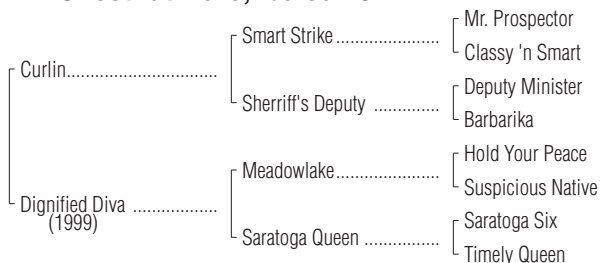 Smart Strike
Mr. Prospector
Classy 'n Smart
Curlin
Sherriff's Deputy
Deputy Minister
Barbarika
Meadowlake
Hold Your Peace
Suspicious Native
Dignified Diva
(1999)
Saratoga Queen
Saratoga Six
Timely Queen